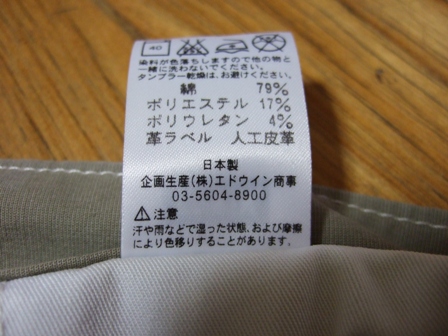 40
染料が色落ちしますので他の物と
一緒に洗わないでください。
タンブラー乾燥は、お避けください。
綿 79%
ポリエステル 17%
ポリウレタン 4%
革ラベル 人工皮革
日本製
企画生産(株)エドウイン商事
03-5604-8900
⚠注意
汗や雨などで湿った状態、および摩擦
により色移りすることがあります。